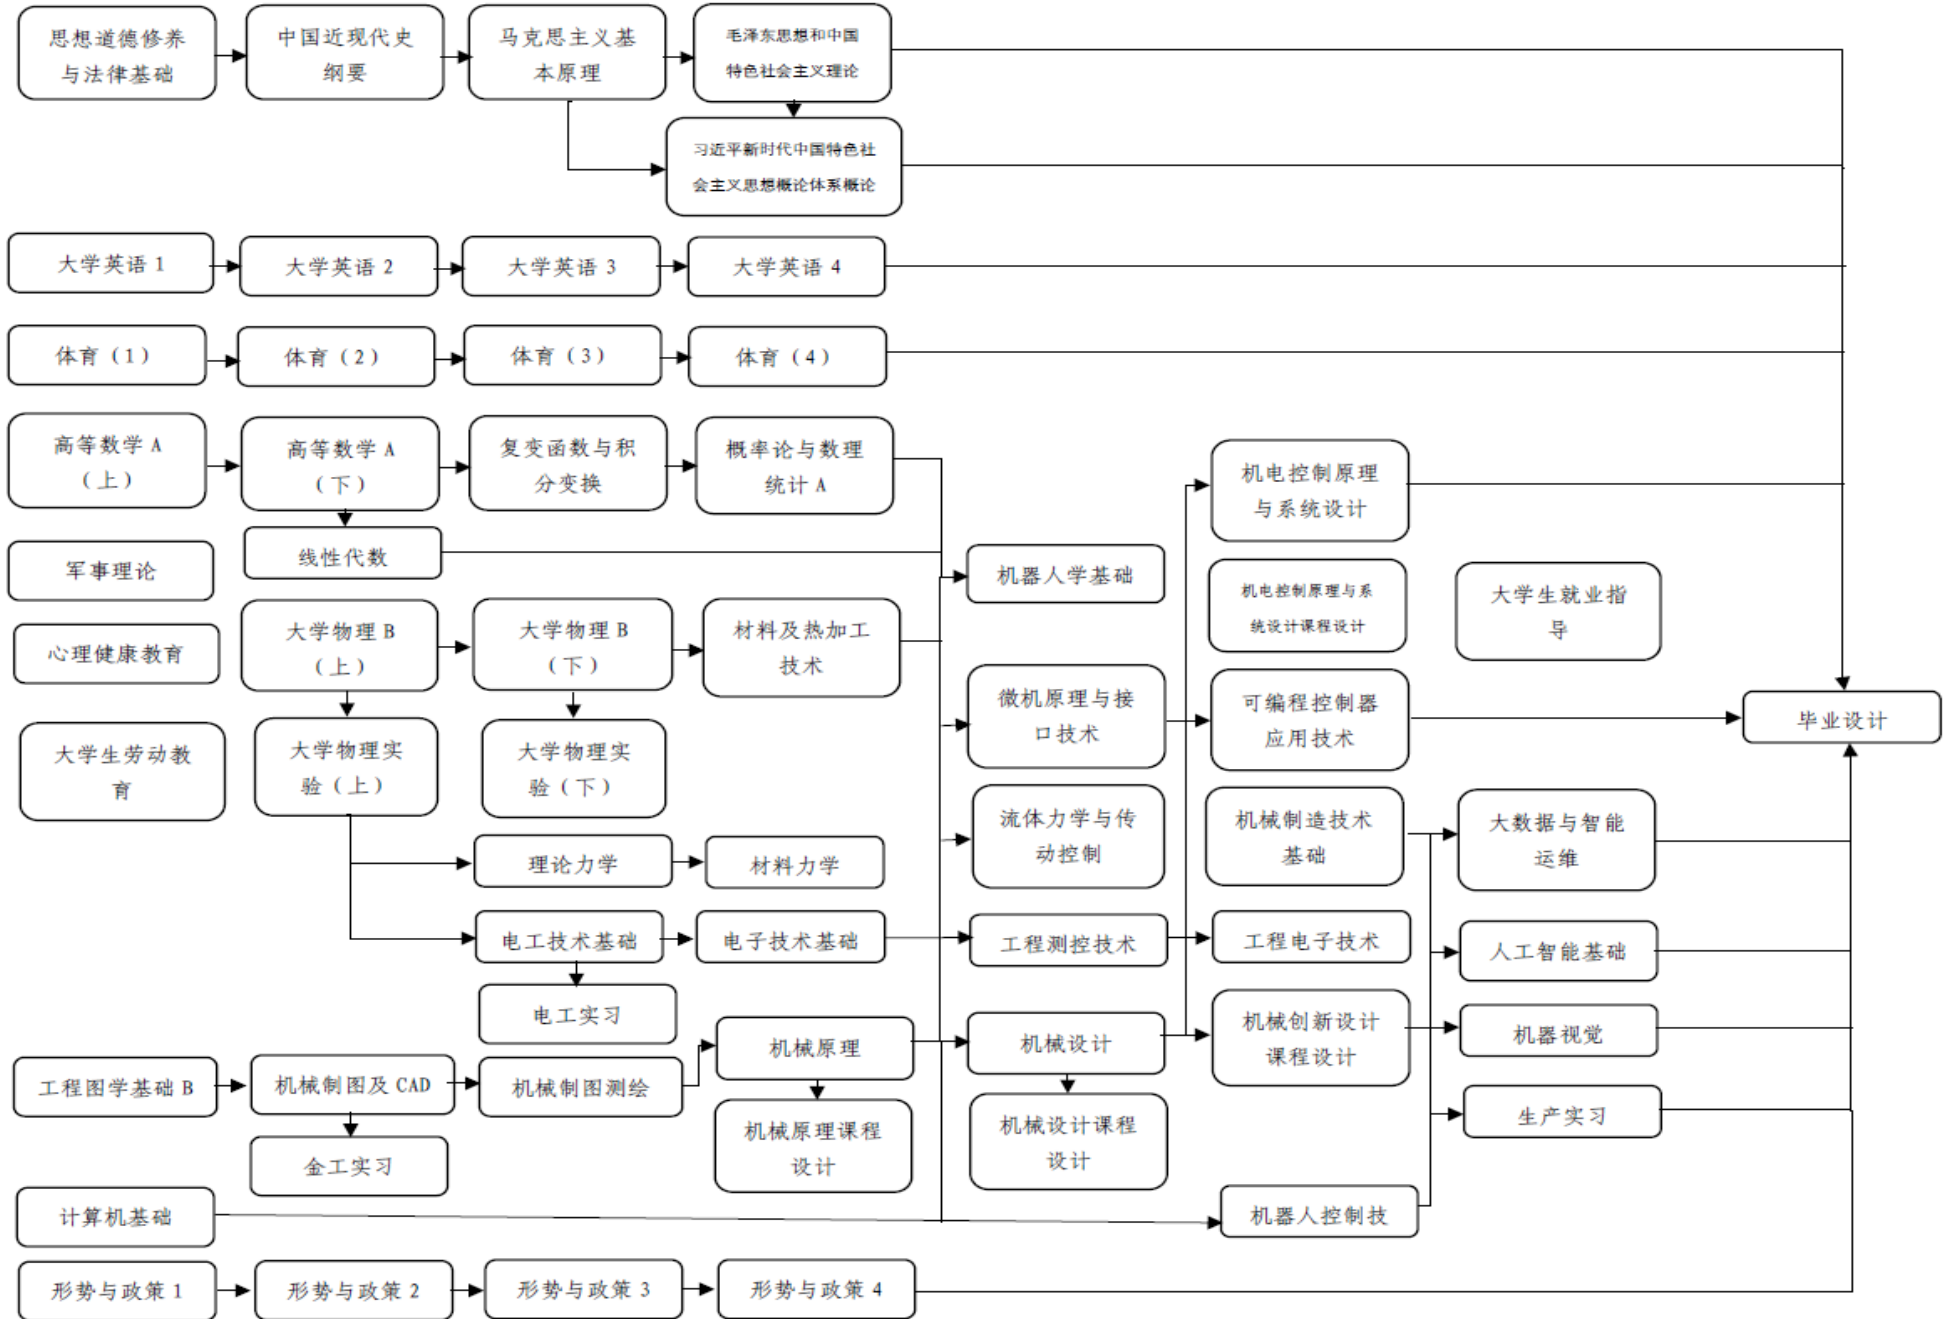 思想道德修养
与法律基础
中国近现代史
纲要
马克思主义基
本原理
毛泽东思想和中国
特色社会主义理论
习近平新时代中国特色社
会主义思想概论体系概论
大学英语 1
大学英语 2
大学英语 3
大学英语 4
体育（1）
体育（2）
体育（3）
体育（4）
高等数学 A
（上）
高等数学 A
（下）
复变函数与积
分变换
概率论与数理
统计 A
机电控制原理
与系统设计
线性代数
军事理论
机器人学基础
机电控制原理与系
统设计课程设计
大学生就业指
导
心理健康教育
大学物理 B
（上）
大学物理 B
（下）
材料及热加工
技术
微机原理与接
口技术
可编程控制器
应用技术
毕业设计
大学生劳动教
育
大学物理实
验（上）
大学物理实
验（下）
流体力学与传
动控制
机械制造技术
基础
大数据与智能
运维
理论力学
材料力学
电工技术基础
电子技术基础
工程测控技术
工程电子技术
人工智能基础
电工实习
机械原理
机械设计
机械创新设计
课程设计
机器视觉
工程图学基础 B
机械制图及 CAD
机械制图测绘
机械原理课程
设计
机械设计课程
设计
生产实习
金工实习
计算机基础
机器人控制技
形势与政策 1
形势与政策 2
形势与政策 3
形势与政策 4